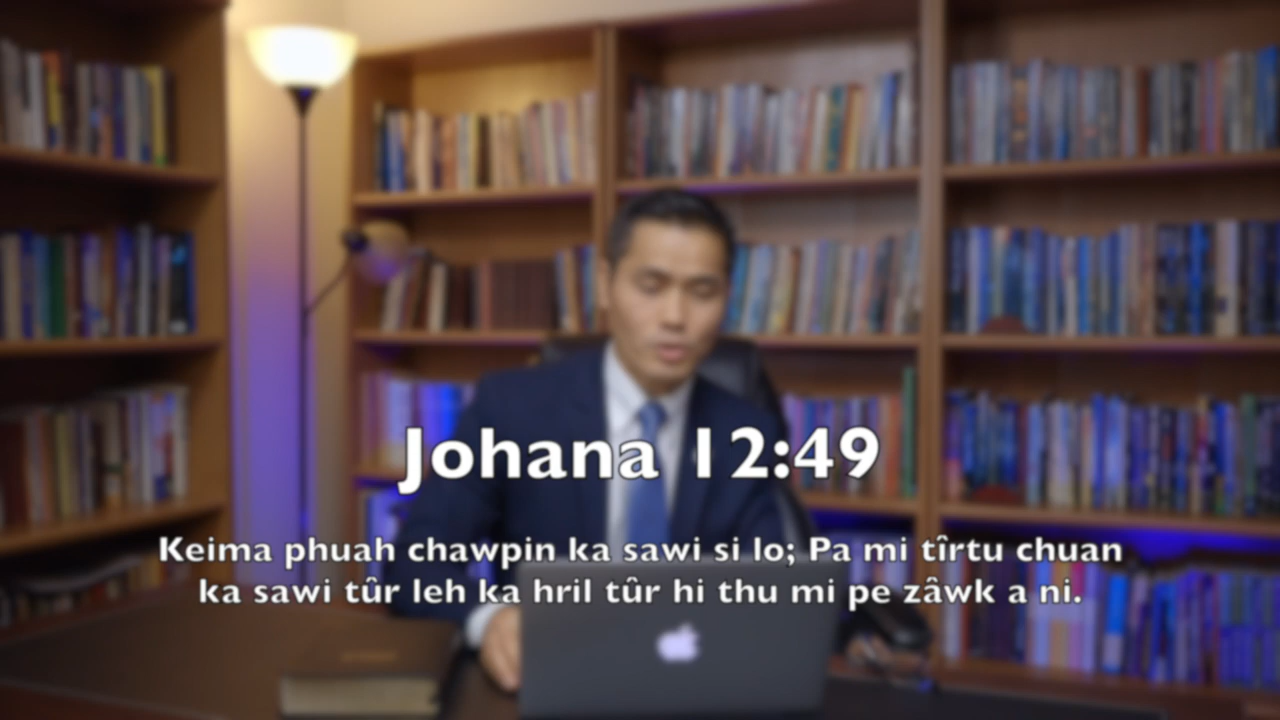 Johana 12:49
Keima phuah chawpin ka sawi si lo; Pa mi tîrtu chuan
ka sawi tûr leh ka hril tûr hi thu mi pe zâwk a ni.